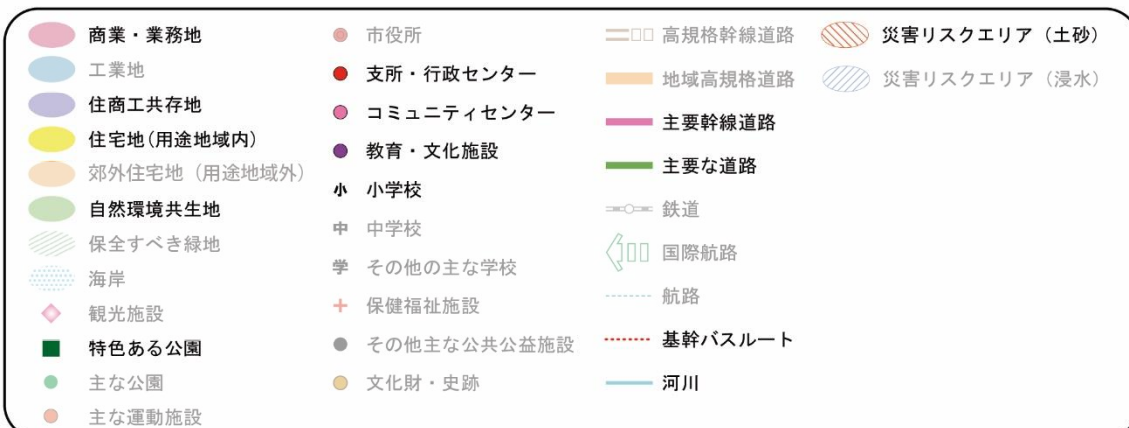 商業・業務地
工業地
住商工共存地
住宅地(用途地域内)
郊外住宅地（用途地域外）
自然環境共生地
保全すべき緑地
海岸
観光施設
特色ある公園
主な公園
主な運動施設
市役所
支所・行政センター
コミュニティセンター
教育・文化施設
小 小学校
中 中学校
学 その他の主な学校
保健福祉施設
その他主な公共公益施設
文化財・史跡
高規格幹線道路
地域高規格道路
主要幹線道路
主要な道路
鉄道
国際航路
航路
基幹バスルート
河川
災害リスクエリア（土砂）
災害リスクエリア（浸水）